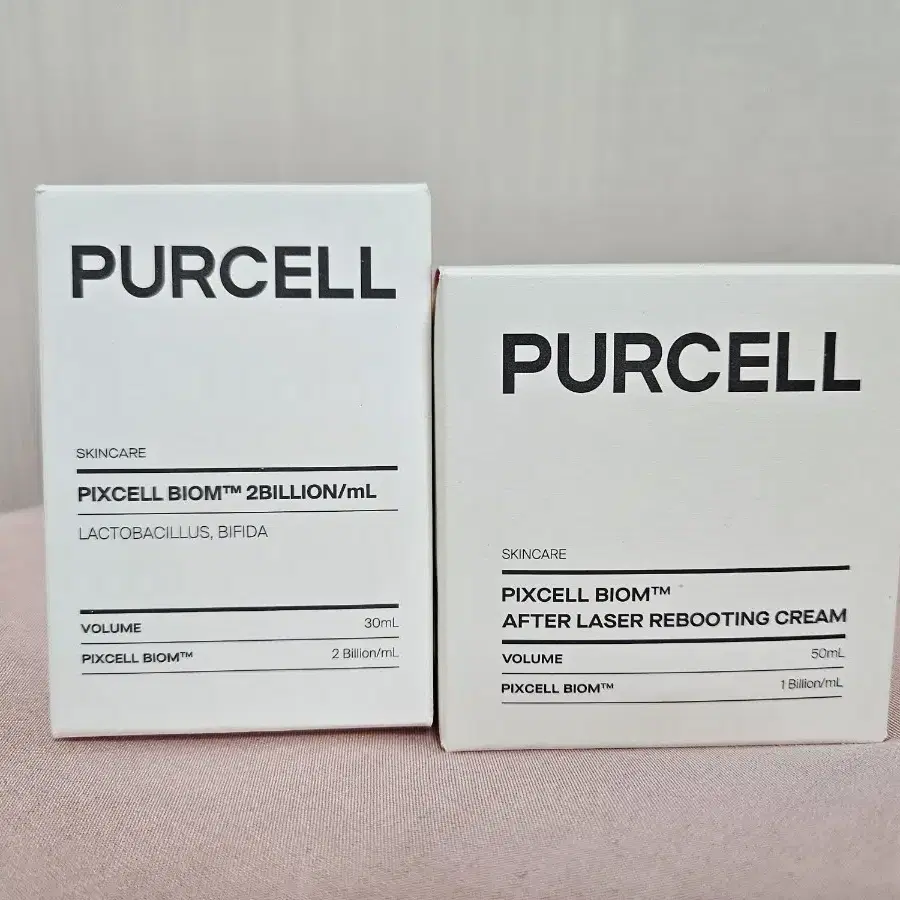 PURCELL
SKINCARE
PIXCELL BIOM™ 2BILLION/mL
LACTOBACILLUS, BIFIDA
VOLUME 30mL
PIXCELL BIOM™ 2 Billion/mL
PURCELL
SKINCARE
PIXCELL BIOM™
AFTER LASER REBOOTING CREAM
VOLUME 50mL
PIXCELL BIOM™ 1 Billion/mL